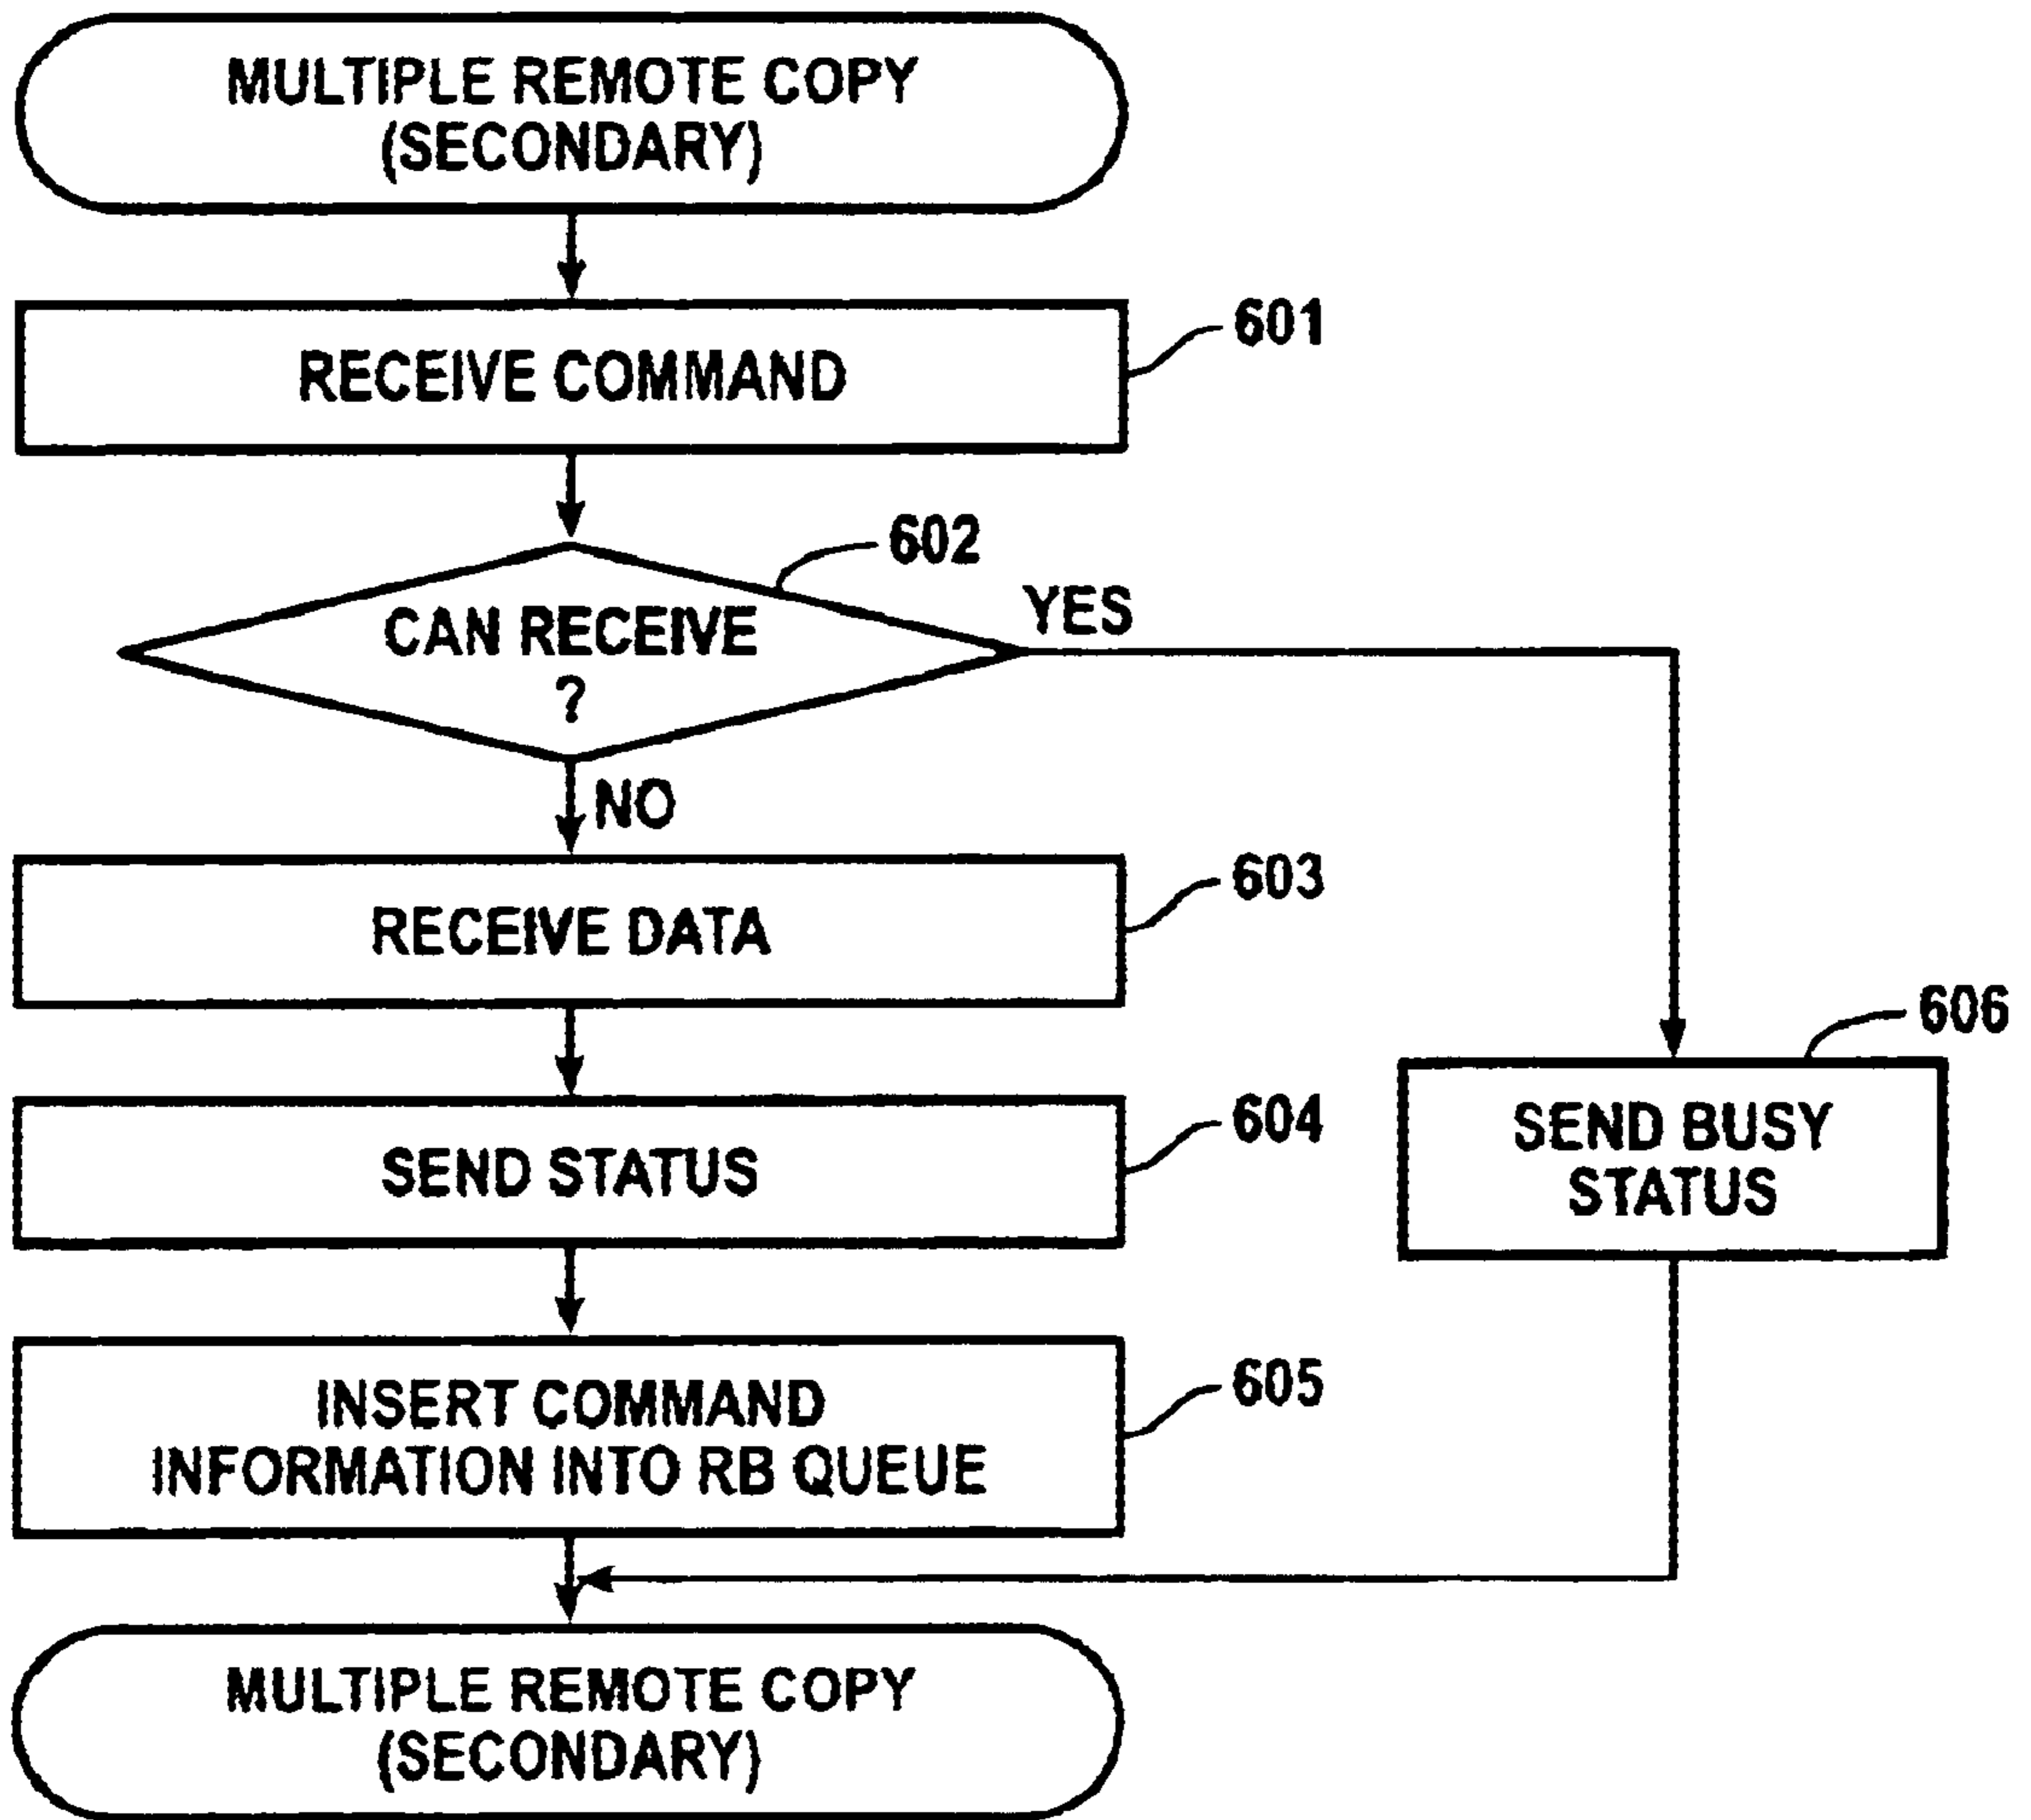 MULTIPLE REMOTE COPY
(SECONDARY)
601
RECEIVE COMMAND
602
CAN RECEIVE
?
YES
NO
603
RECEIVE DATA
606
604
SEND STATUS
SEND BUSY
STATUS
605
INSERT COMMAND
INFORMATION INTO RB QUEUE
MULTIPLE REMOTE COPY
(SECONDARY)